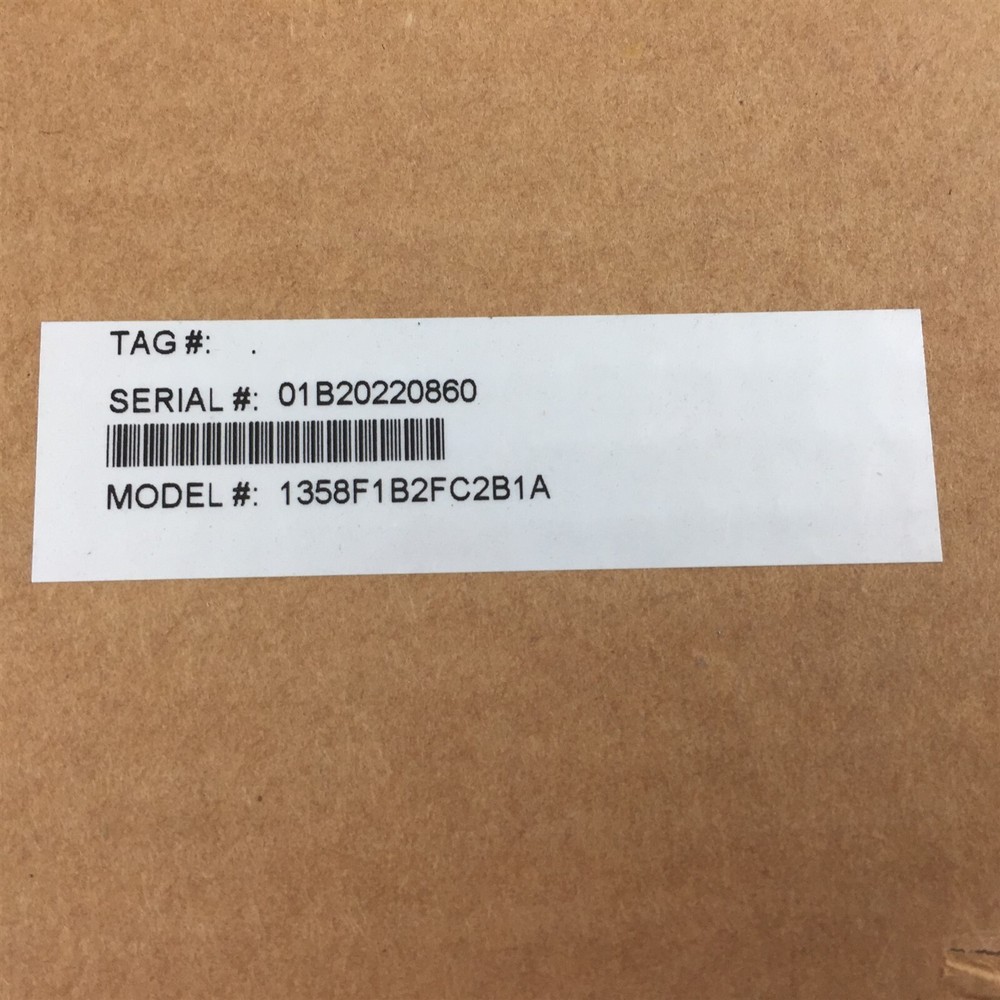 TAG #: .
SERIAL #: 01B20220860
MODEL #: 1358F1B2FC2B1A